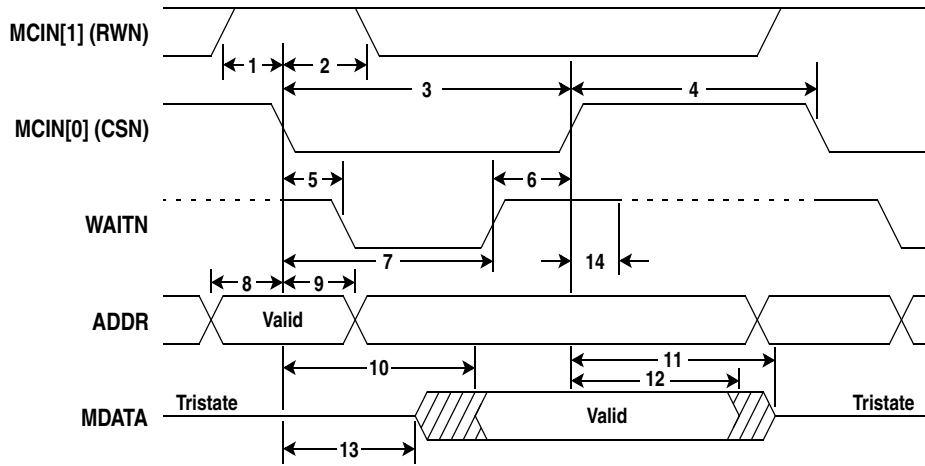 MCIN[1] (RWN)
1
2
3
4
MCIN[0] (CSN)
5
6
WAITN
7
14
8
9
ADDR
Valid
10
11
12
Tristate
Valid
Tristate
MDATA
13